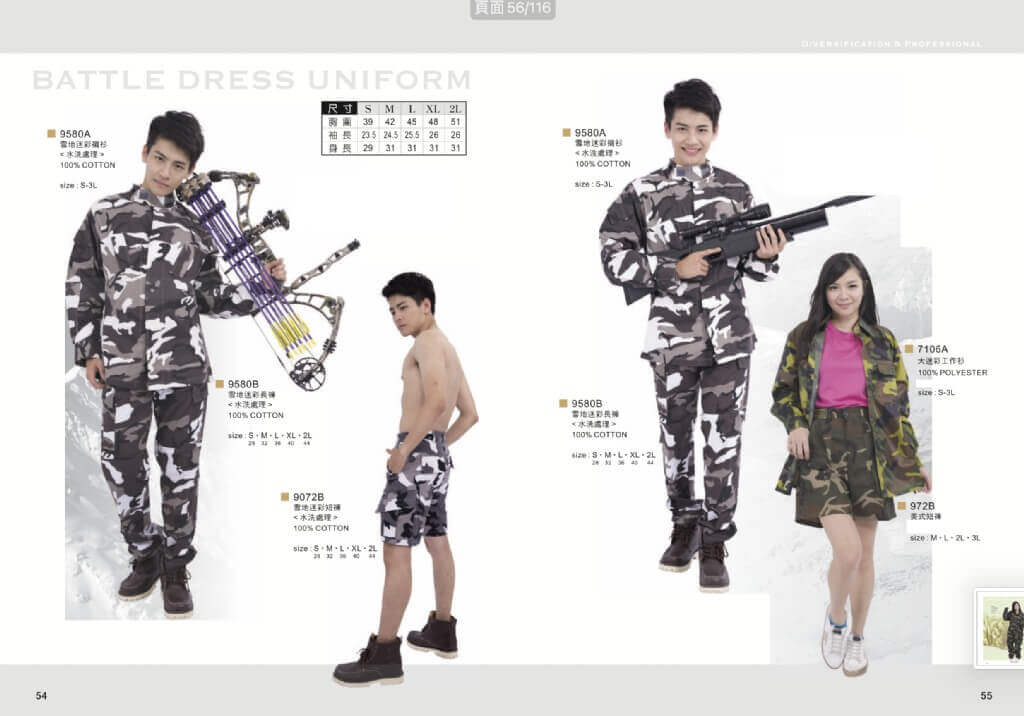 頁面 56/116
DIVERSIFICATION & PROFESSIONAL
BATTLE DRESS UNIFORM
尺寸 S M L XL 2L
胸圍 39 42 45 48 51
袖長 23.5 24.5 25.5 26 26
身長 29 31 31 31 31
9580A
雪地迷彩襯衫
<水洗處理>
100% COTTON
size : S-3L
9580B
雪地迷彩長褲
<水洗處理>
100% COTTON
size : S・M・L・XL・2L
28 32 36 40 44
9072B
雪地迷彩短褲
<水洗處理>
100% COTTON
size : S・M・L・XL・2L
28 32 36 40 44
54
9580A
雪地迷彩襯衫
<水洗處理>
100% COTTON
size : S-3L
9580B
雪地迷彩長褲
<水洗處理>
100% COTTON
size : S・M・L・XL・2L
28 32 36 40 44
7106A
大迷彩工作衫
100% POLYESTER
size : S-3L
972B
美式短褲
size : M・L・2L・3L
55